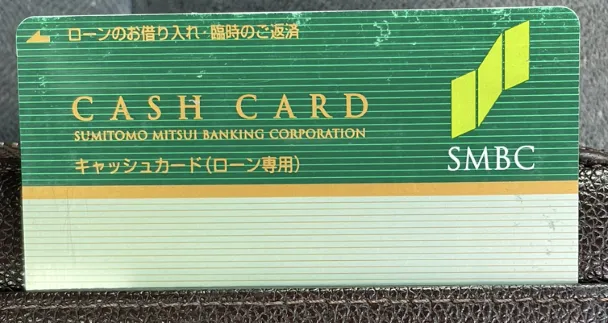 ローンのお借り入れ・臨時のご返済
CASH CARD
SUMITOMO MITSUI BANKING CORPORATION
キャッシュカード(ローン専用)
SMBC